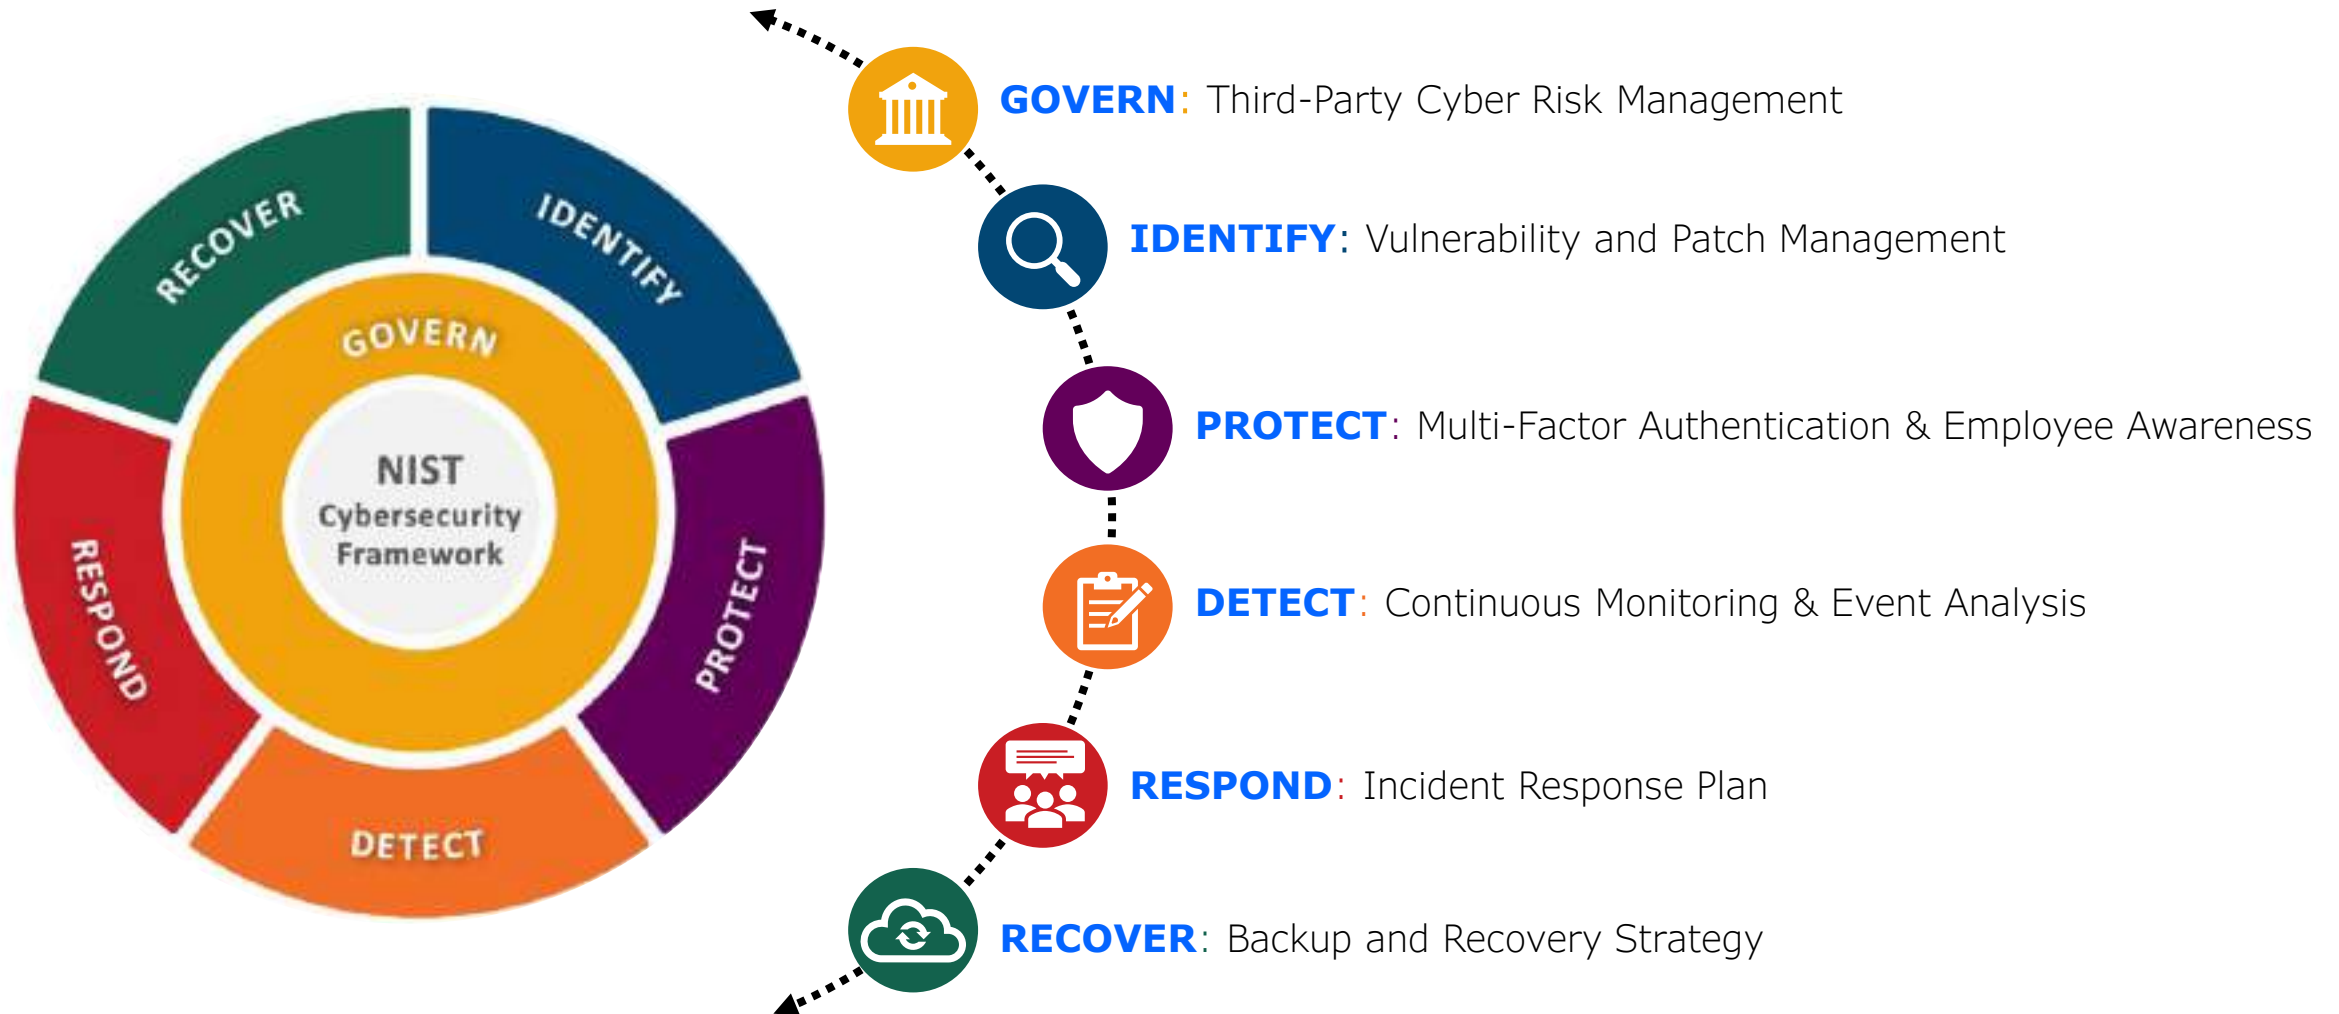 RECOVER
IDENTIFY
GOVERN
NIST
Cybersecurity
Framework
RESPOND
PROTECT
DETECT
GOVERN: Third-Party Cyber Risk Management
IDENTIFY: Vulnerability and Patch Management
PROTECT: Multi-Factor Authentication & Employee Awareness
DETECT: Continuous Monitoring & Event Analysis
RESPOND: Incident Response Plan
RECOVER: Backup and Recovery Strategy